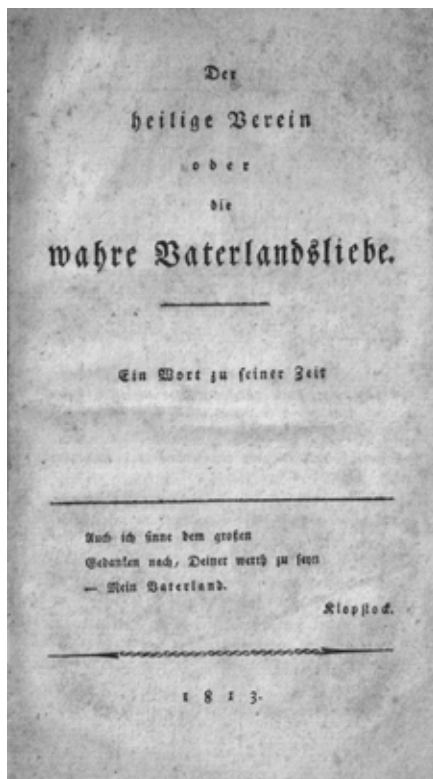 Der
heilige Verein
oder
die
wahre Vaterlandsliebe.
Ein Wort zu seiner Zeit
Auch ich sinne dem großen
Gedanken nach, Deiner werth zu seyn
— Mein Vaterland.
Klopstock.
1813.